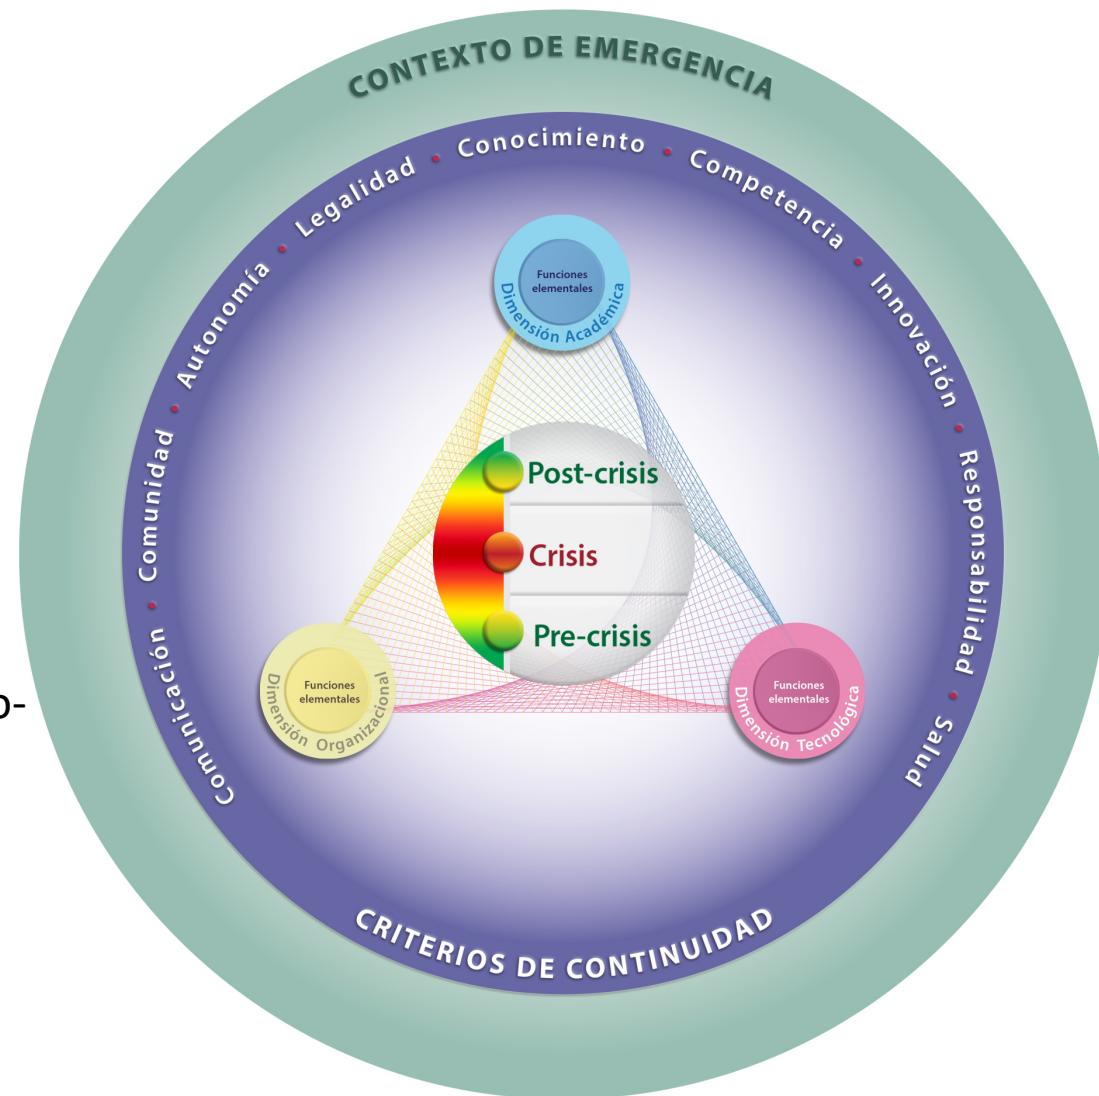 CONTEXTO DE EMERGENCIA
Comunicación • Comunidad • Autonomía • Legalidad • Conocimiento • Competencia • Innovación • Responsabilidad • Salud
Funciones
elementales
Dimensión Académica
Post-crisis
Crisis
Pre-crisis
Funciones
elementales
Dimensión Organizacional
Funciones
elementales
Dimensión Tecnológica
o-
CRITERIOS DE CONTINUIDAD